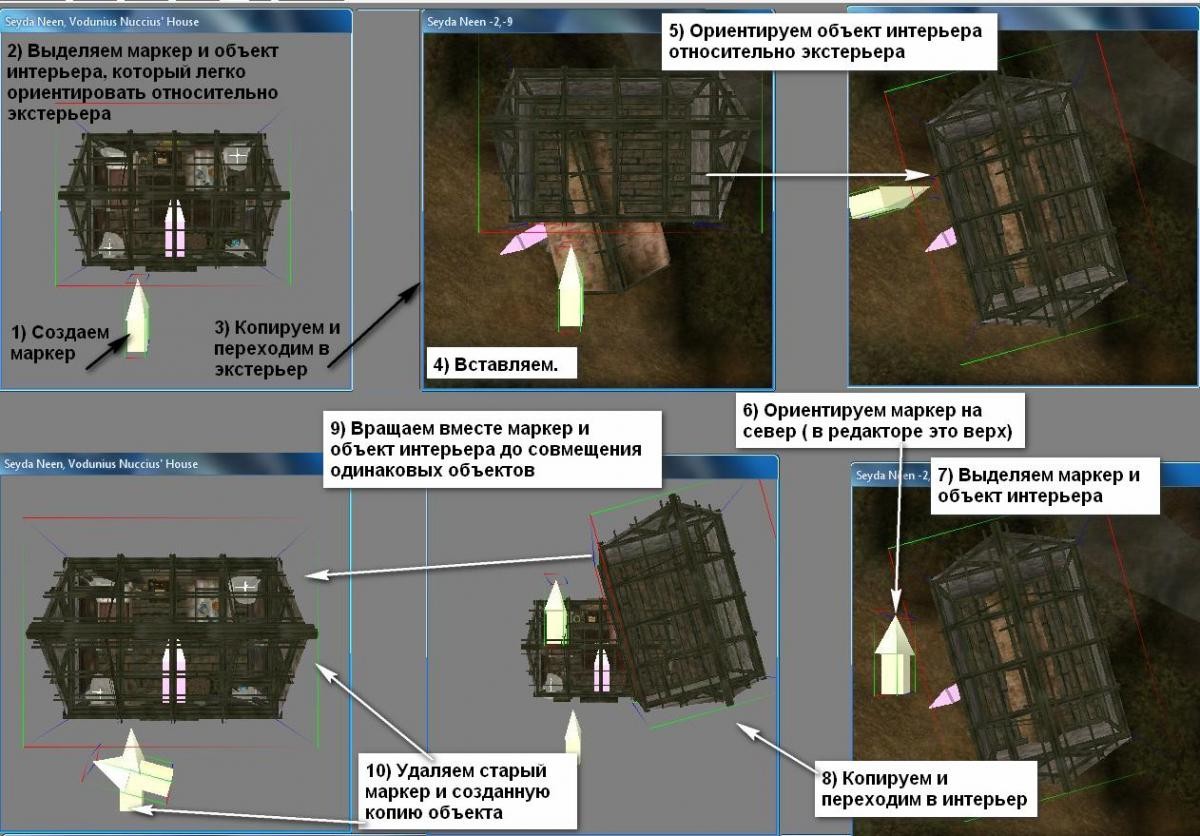 Seyda Neen, Vodunius Nuccius' House
2) Выделяем маркер и объект
интерьера, который легко
ориентировать относительно
экстерьера
1) Создаем
маркер
3) Копируем и
переходим в
экстерьер
Seyda Neen -2,-9
4) Вставляем.
5) Ориентируем объект интерьера
относительно экстерьера
6) Ориентируем маркер на
север ( в редакторе это верх)
Seyda Neen -2,
7) Выделяем маркер и
объект интерьера
8) Копируем и
переходим в интерьер
9) Вращаем вместе маркер и
объект интерьера до совмещения
одинаковых объектов
Seyda Neen, Vodunius Nuccius' House
10) Удаляем старый
маркер и созданную
копию объекта